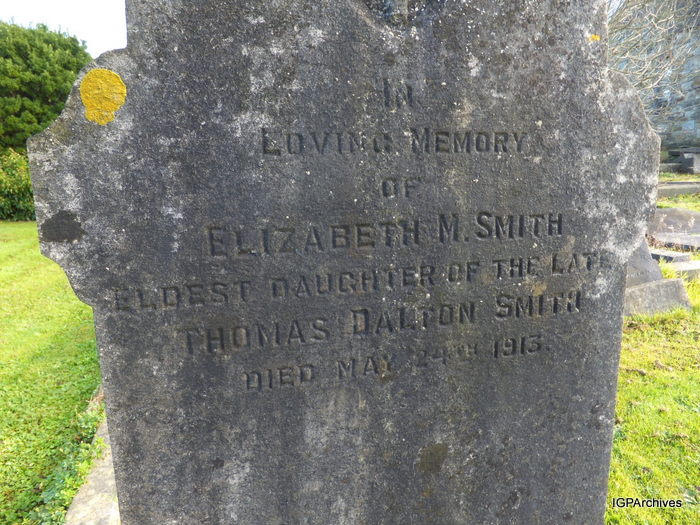 IN
LOVING MEMORY
OF
ELIZABETH M. SMITH
ELDEST DAUGHTER OF THE LATE
THOMAS DALTON SMITH
DIED MAY 24TH 1913.
IGPArchives